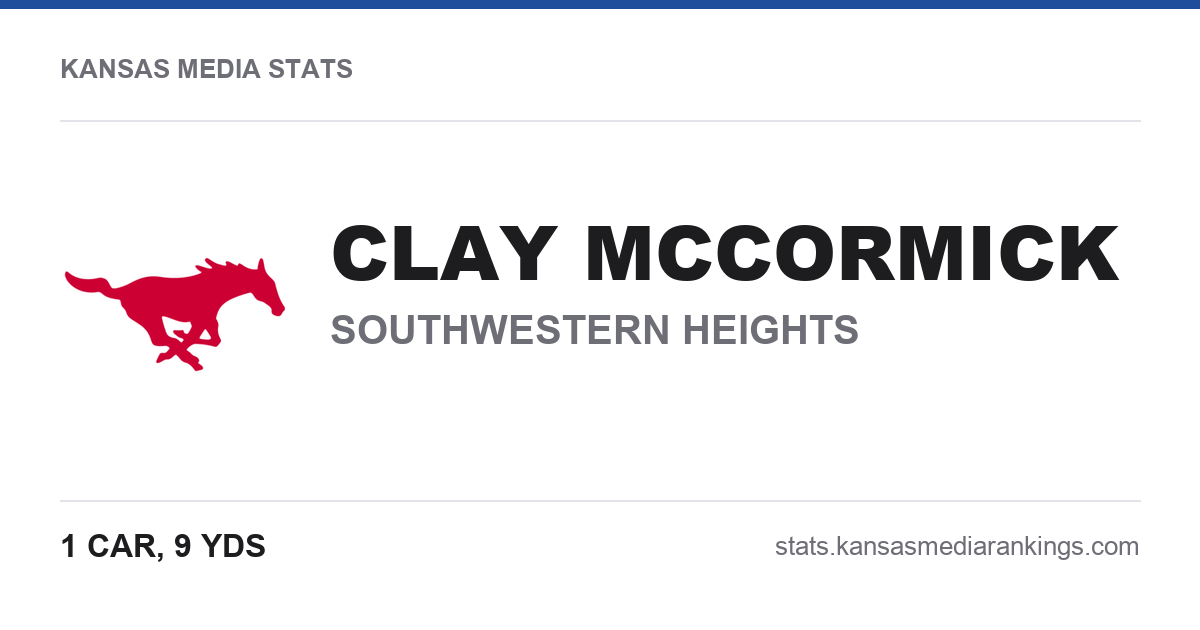 KANSAS MEDIA STATS
CLAY MCCORMICK
SOUTHWESTERN HEIGHTS
1 CAR, 9 YDS
stats.kansasmediarankings.com